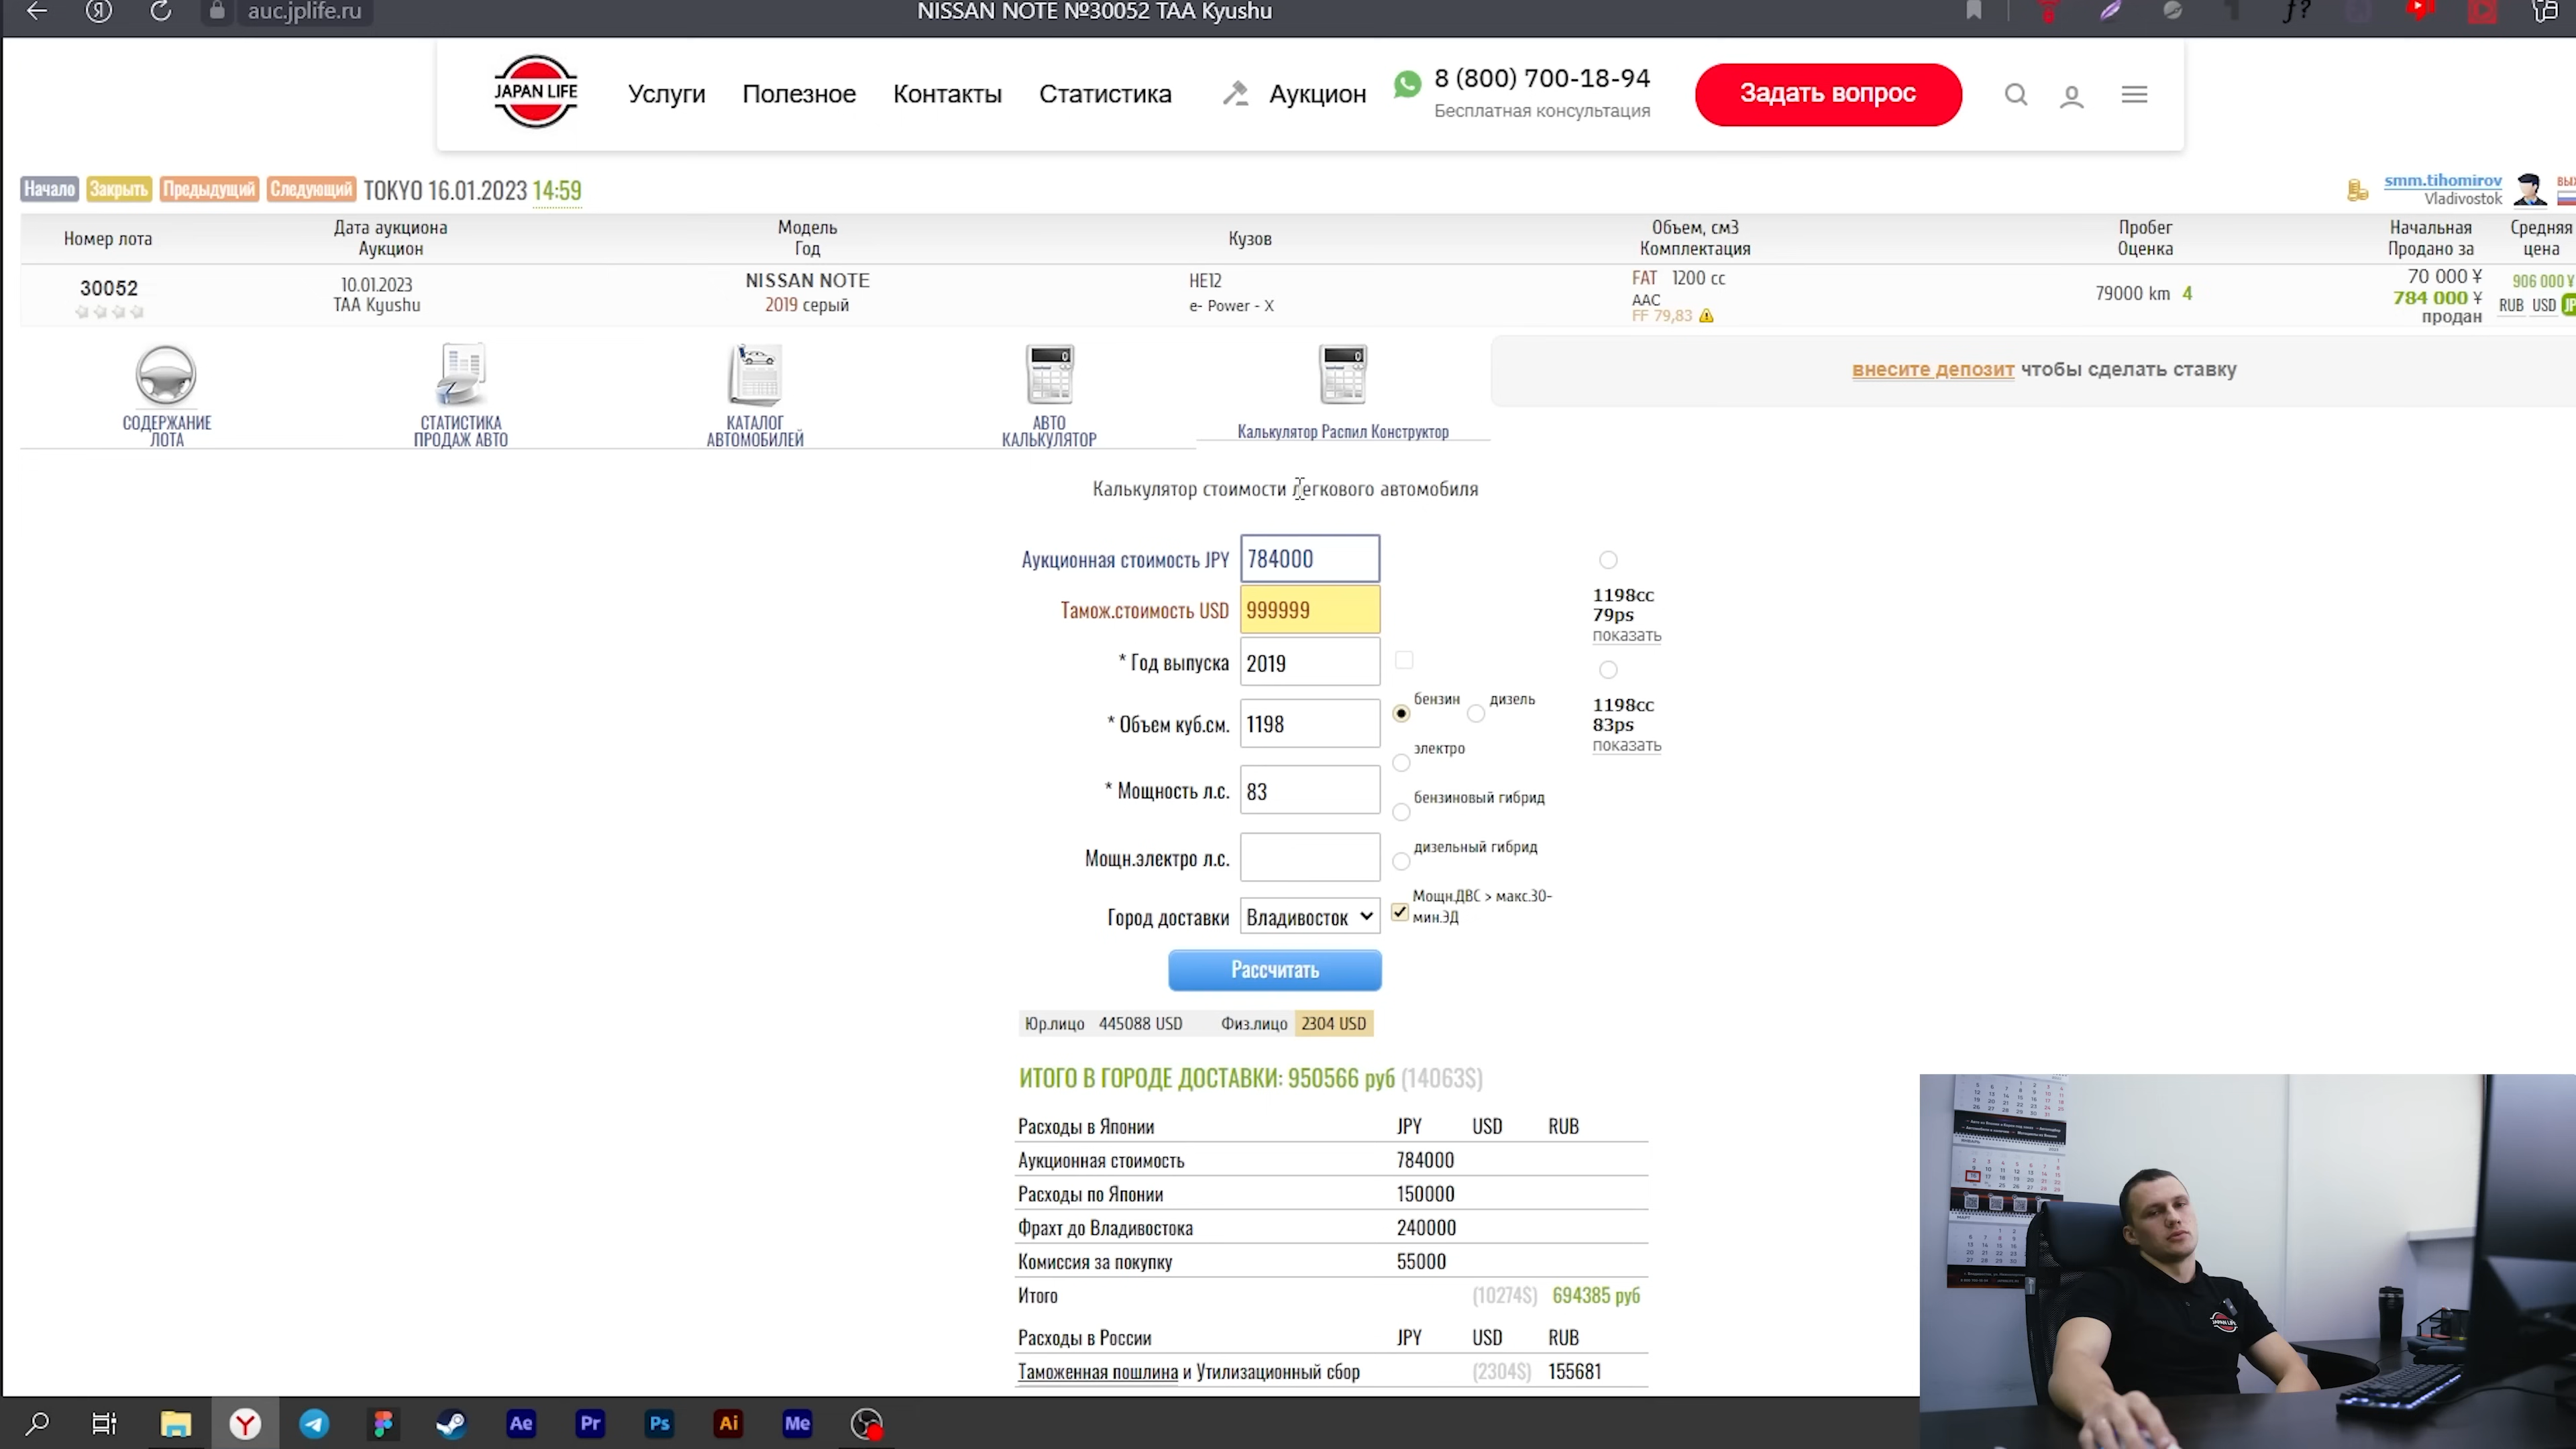 auc.jplife.ru
NISSAN NOTE №30052 TAA Kyushu
JAPAN LIFE
Услуги
Полезное
Контакты
Статистика
Аукцион
8 (800) 700-18-94
Бесплатная консультация
Задать вопрос
Начало Закрыть Предыдущий Следующий TOKYO 16.01.2023 14:59
smm.tihomirov
Vladivostok
Номер лота
Дата аукциона
Аукцион
Модель
Год
Кузов
Объем, см3
Комплектация
Пробег
Оценка
Начальная
Продано за
Средняя
цена
30052
10.01.2023
TAA Kyushu
NISSAN NOTE
2019 серый
HE12
e- Power - X
FAT 1200 cc
AAC
FF 79,83
79000 km 4
70 000 ¥
784 000 ¥
продан
906 000 ¥
RUB USD
СОДЕРЖАНИЕ
ЛОТА
СТАТИСТИКА
ПРОДАЖ АВТО
КАТАЛОГ
АВТОМОБИЛЕЙ
АВТО
КАЛЬКУЛЯТОР
Калькулятор Распил Конструктор
внесите депозит чтобы сделать ставку
Калькулятор стоимости легкового автомобиля
Аукционная стоимость JPY 784000
Тамож.стоимость USD 999999
* Год выпуска 2019
* Объем куб.см. 1198
бензин дизель
электро
* Мощность л.с. 83
бензиновый гибрид
Мощн.электро л.с.
дизельный гибрид
Город доставки Владивосток
Мощн.ДВС > макс.30-
мин.ЭД
1198cc
79ps
показать
1198cc
83ps
показать
Рассчитать
Юр.лицо 445088 USD Физ.лицо 2304 USD
ИТОГО В ГОРОДЕ ДОСТАВКИ: 950566 руб (14063$)
Расходы в Японии JPY USD RUB
Аукционная стоимость 784000
Расходы по Японии 150000
Фрахт до Владивостока 240000
Комиссия за покупку 55000
Итого (10274$) 694385 руб
Расходы в России JPY USD RUB
Таможенная пошлина и Утилизационный сбор (2304$) 155681
Ae
Pr
Ps
Ai
Me